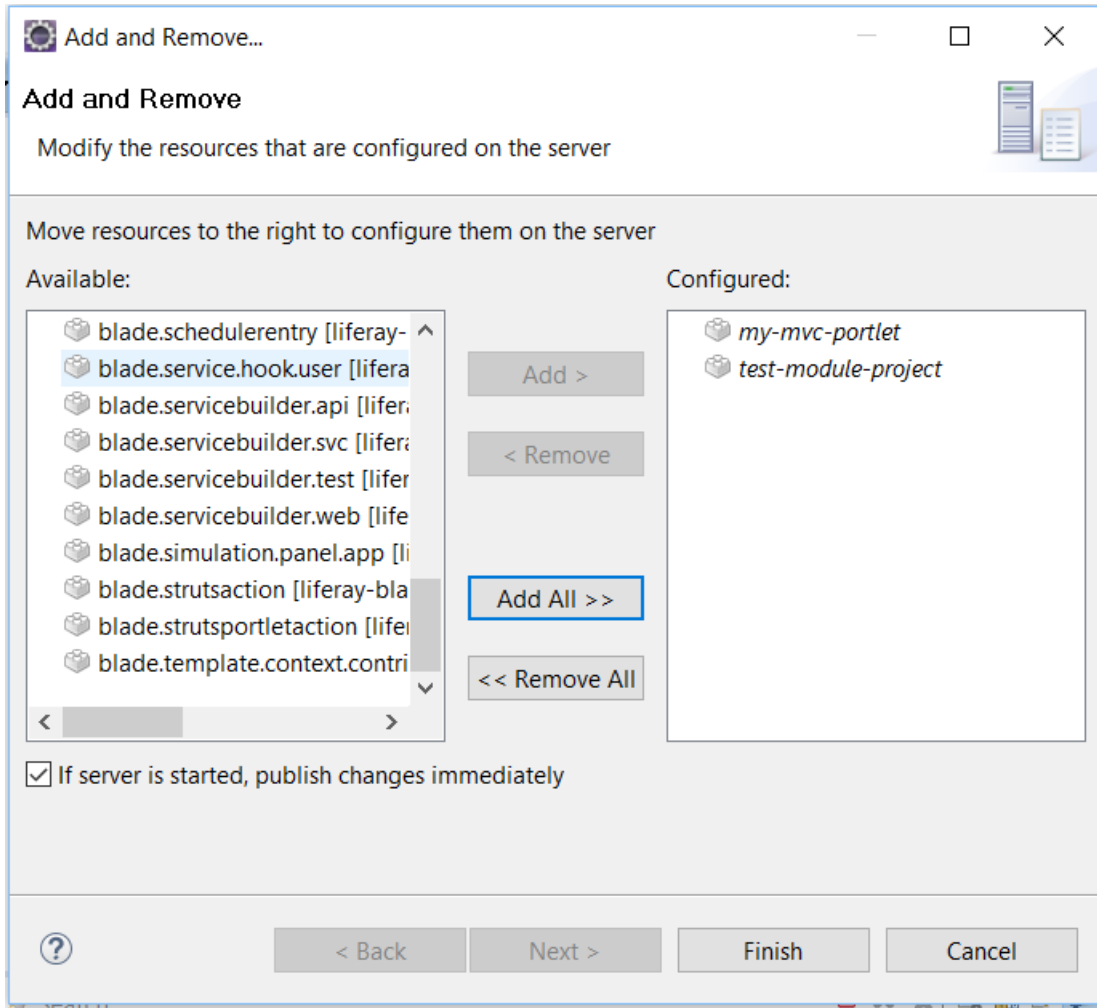 Add and Remove...
Add and Remove
Modify the resources that are configured on the server
Move resources to the right to configure them on the server
Available:
blade.schedulerentry [liferay-
blade.service.hook.user [lifera
blade.servicebuilder.api [lifer
blade.servicebuilder.svc [lifera
blade.servicebuilder.test [lifer
blade.servicebuilder.web [life
blade.simulation.panel.app [li
blade.strutsaction [liferay-bla
blade.strutsportletaction [lifer
blade.template.context.contri
Add >
< Remove
Add All >>
<< Remove All
Configured:
my-mvc-portlet
test-module-project
If server is started, publish changes immediately
?
< Back
Next >
Finish
Cancel